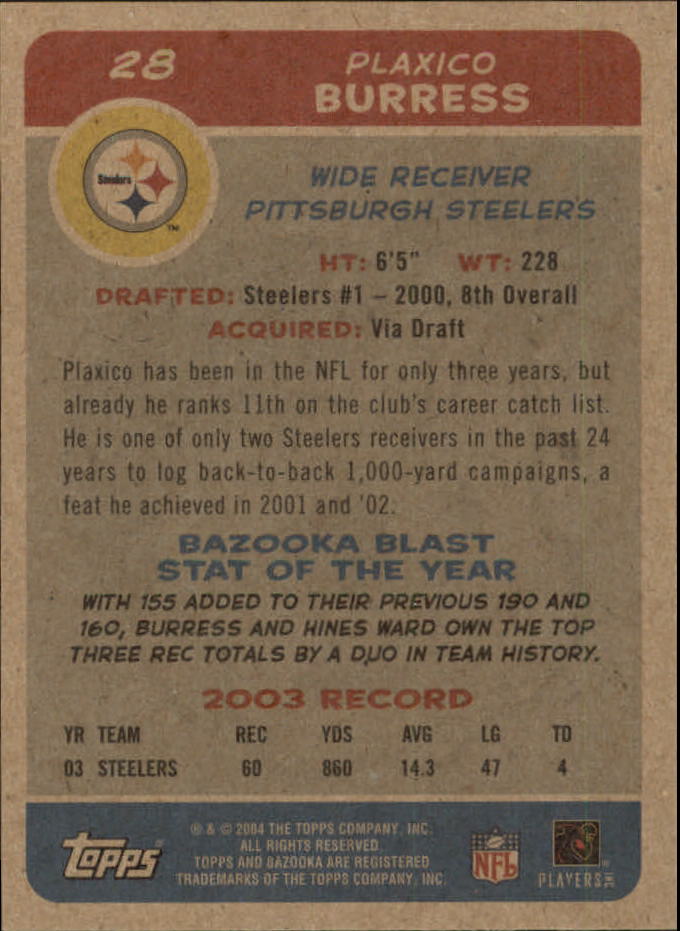 28
PLAXICO
BURRESS
Steelers
TM
WIDE RECEIVER
PITTSBURGH STEELERS
HT: 6'5" WT: 228
DRAFTED: Steelers #1 – 2000, 8th Overall
ACQUIRED: Via Draft
Plaxico has been in the NFL for only three years, but
already he ranks 11th on the club's career catch list.
He is one of only two Steelers receivers in the past 24
years to log back-to-back 1,000-yard campaigns, a
feat he achieved in 2001 and '02.
BAZOOKA BLAST
STAT OF THE YEAR
WITH 155 ADDED TO THEIR PREVIOUS 190 AND
160, BURRESS AND HINES WARD OWN THE TOP
THREE REC TOTALS BY A DUO IN TEAM HISTORY.
2003 RECORD
YR TEAM REC YDS AVG LG TD
03 STEELERS 60 860 14.3 47 4
topps
® & © 2004 THE TOPPS COMPANY, INC.
ALL RIGHTS RESERVED.
TOPPS AND BAZOOKA ARE REGISTERED
TRADEMARKS OF THE TOPPS COMPANY, INC.
NFL
PLAYERS INC